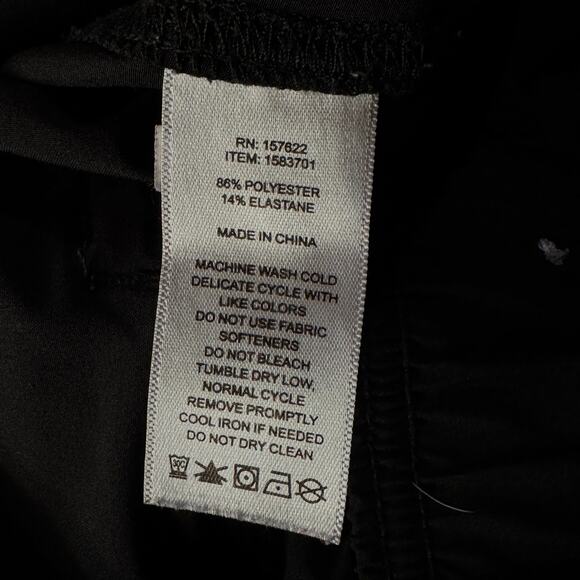 RN: 157622
ITEM: 1583701
86% POLYESTER
14% ELASTANE
MADE IN CHINA
MACHINE WASH COLD
DELICATE CYCLE WITH
LIKE COLORS
DO NOT USE FABRIC
SOFTENERS
DO NOT BLEACH
TUMBLE DRY LOW,
NORMAL CYCLE
REMOVE PROMPTLY
COOL IRON IF NEEDED
DO NOT DRY CLEAN
30C